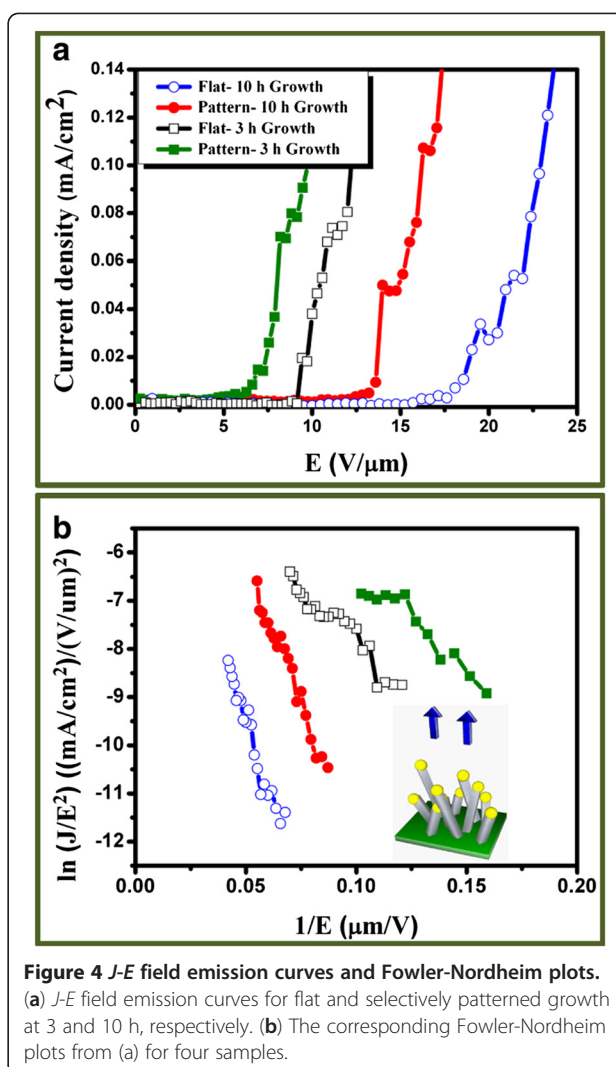 a
0.14
0.12
0.10
0.08
0.06
0.04
0.02
0.00
Current density (mA/cm²)
Flat- 10 h Growth
Pattern- 10 h Growth
Flat- 3 h Growth
Pattern- 3 h Growth
0
5
10
15
20
25
E (V/μm)
b
-6
-7
-8
-9
-10
-11
-12
ln (J/E²) ((mA/cm²)/(V/um)²)
0.00
0.05
0.10
0.15
0.20
1/E (μm/V)
Figure 4 J-E field emission curves and Fowler-Nordheim plots.
(a) J-E field emission curves for flat and selectively patterned growth
at 3 and 10 h, respectively. (b) The corresponding Fowler-Nordheim
plots from (a) for four samples.